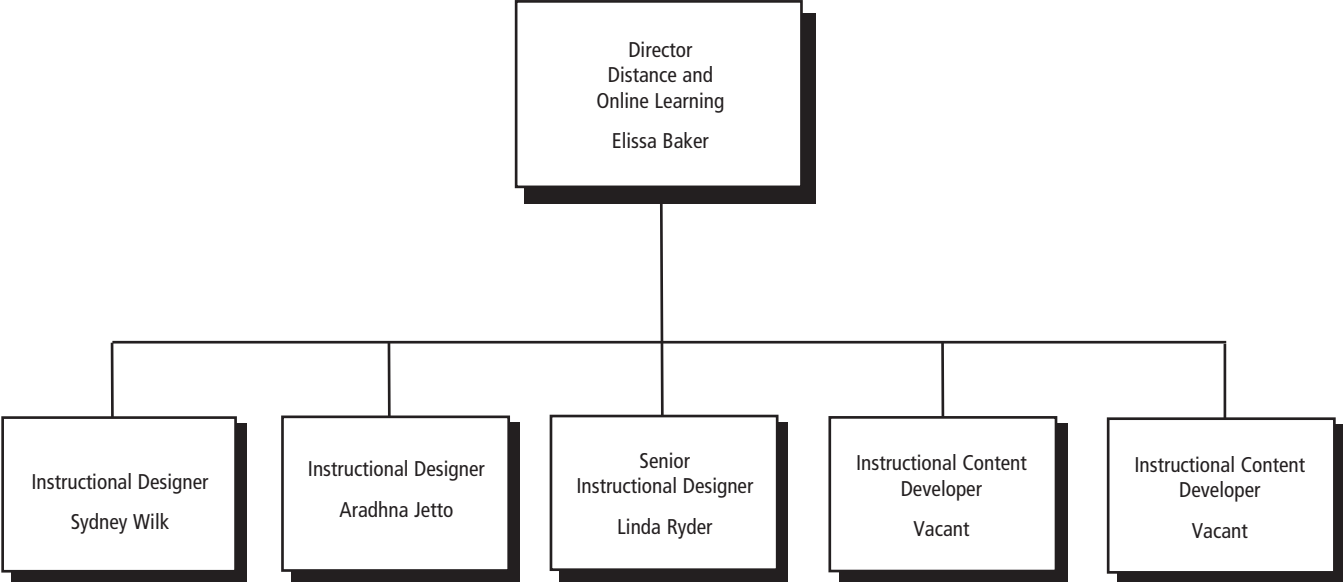 Director
Distance and
Online Learning
Elissa Baker
Instructional Designer
Sydney Wilk
Instructional Designer
Aradhna Jetto
Senior
Instructional Designer
Linda Ryder
Instructional Content
Developer
Vacant
Instructional Content
Developer
Vacant